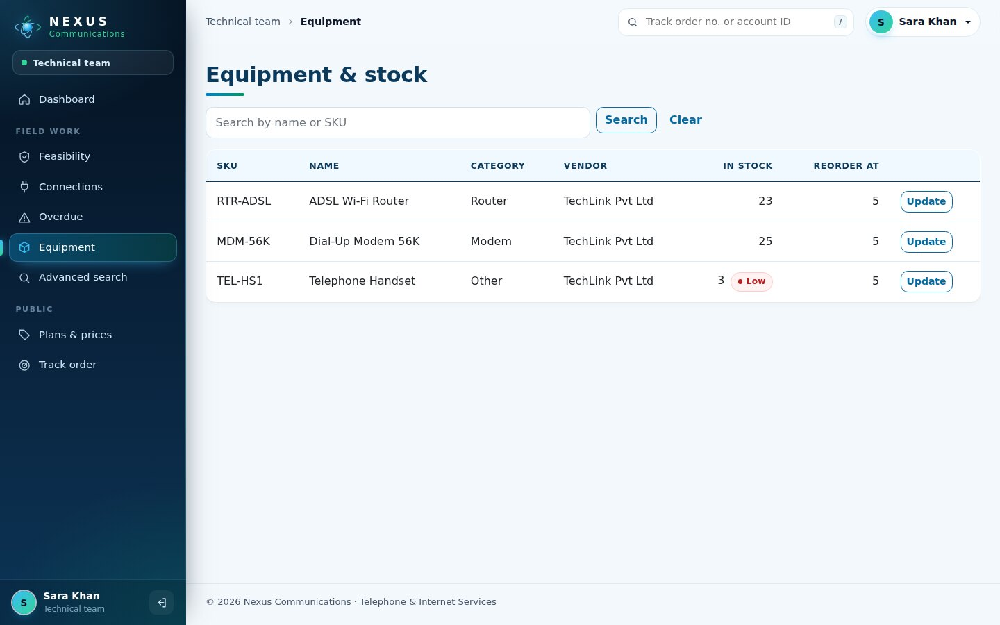 NEXUS
Communications
Technical team
Dashboard
FIELD WORK
Feasibility
Connections
Overdue
Equipment
Advanced search
PUBLIC
Plans & prices
Track order
S Sara Khan
Technical team
Technical team > Equipment
Track order no. or account ID /
S Sara Khan
Equipment & stock
Search by name or SKU Search Clear
SKU NAME CATEGORY VENDOR IN STOCK REORDER AT
RTR-ADSL ADSL Wi-Fi Router Router TechLink Pvt Ltd 23 5 Update
MDM-56K Dial-Up Modem 56K Modem TechLink Pvt Ltd 25 5 Update
TEL-HS1 Telephone Handset Other TechLink Pvt Ltd 3 Low 5 Update
© 2026 Nexus Communications · Telephone & Internet Services